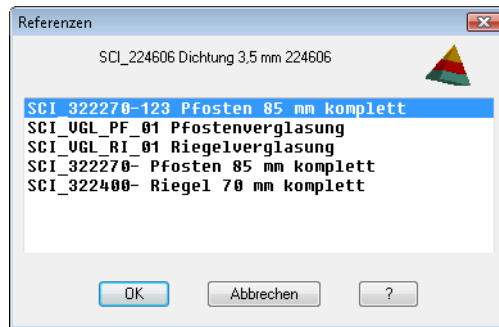 Referenzen
SCI_224606 Dichtung 3,5 mm 224606
SCI_322270-123 Pfosten 85 mm komplett
SCI_VGL_PF_01 Pfostenverglasung
SCI_VGL_RI_01 Riegelverglasung
SCI_322270- Pfosten 85 mm komplett
SCI_322400- Riegel 70 mm komplett
OK Abbrechen ?